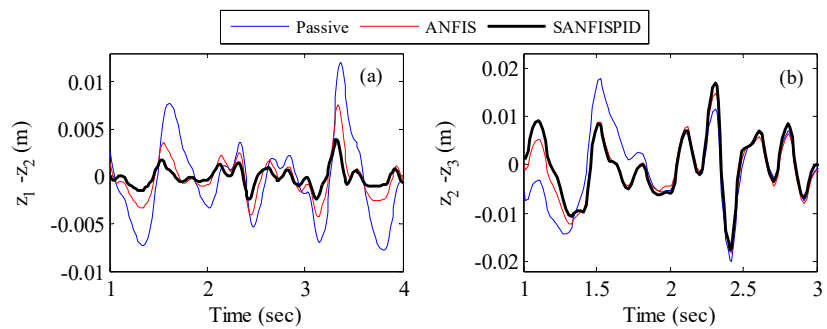 Passive ANFIS SANFISPID
(a)
z1 -z2 (m)
0.01
0.005
0
-0.005
-0.01
1 2 3 4
Time (sec)
(b)
z2 -z3 (m)
0.02
0.01
0
-0.01
-0.02
1 1.5 2 2.5 3
Time (sec)